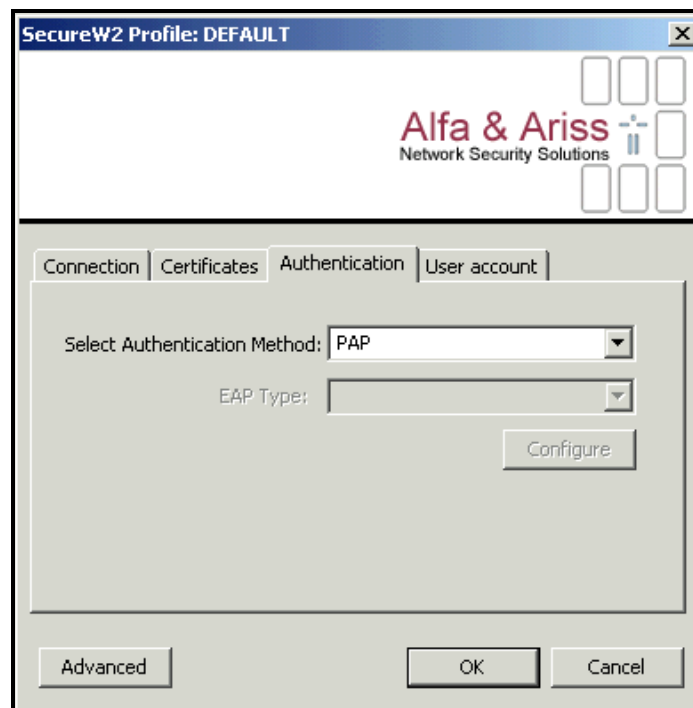 SecureW2 Profile: DEFAULT
Alfa & Ariss
Network Security Solutions
Connection
Certificates
Authentication
User account
Select Authentication Method: PAP
EAP Type:
Configure
Advanced
OK
Cancel